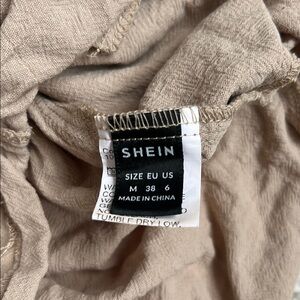 SHEIN
SIZE EU US
M 38 6
MADE IN CHINA
TUMBLE DRY LOW